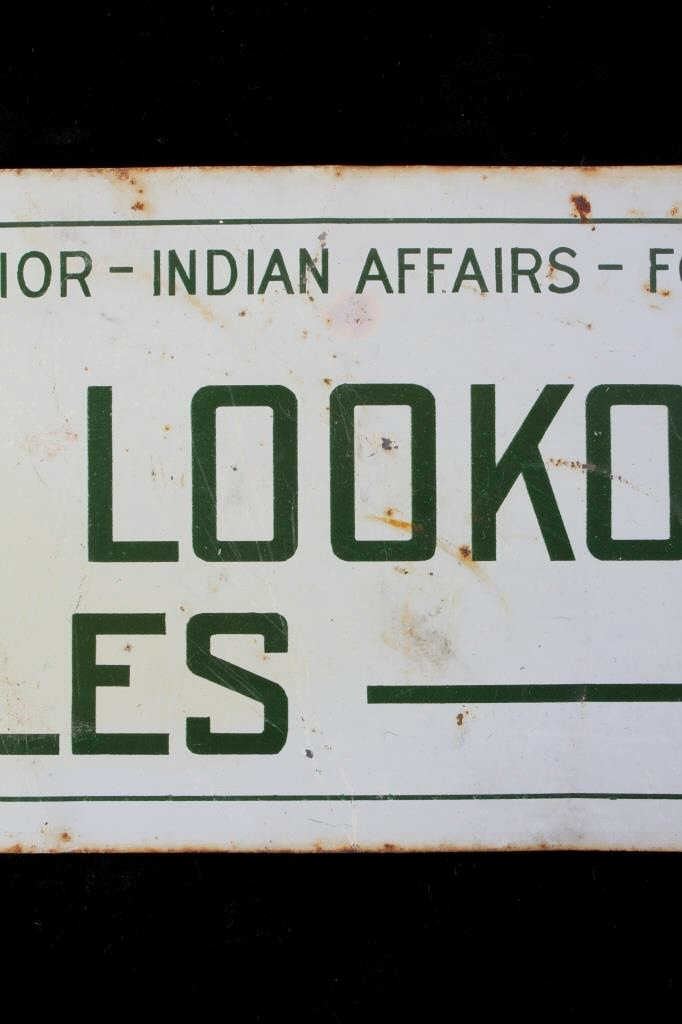 IOR - INDIAN AFFAIRS - FO
LOOKO
LES